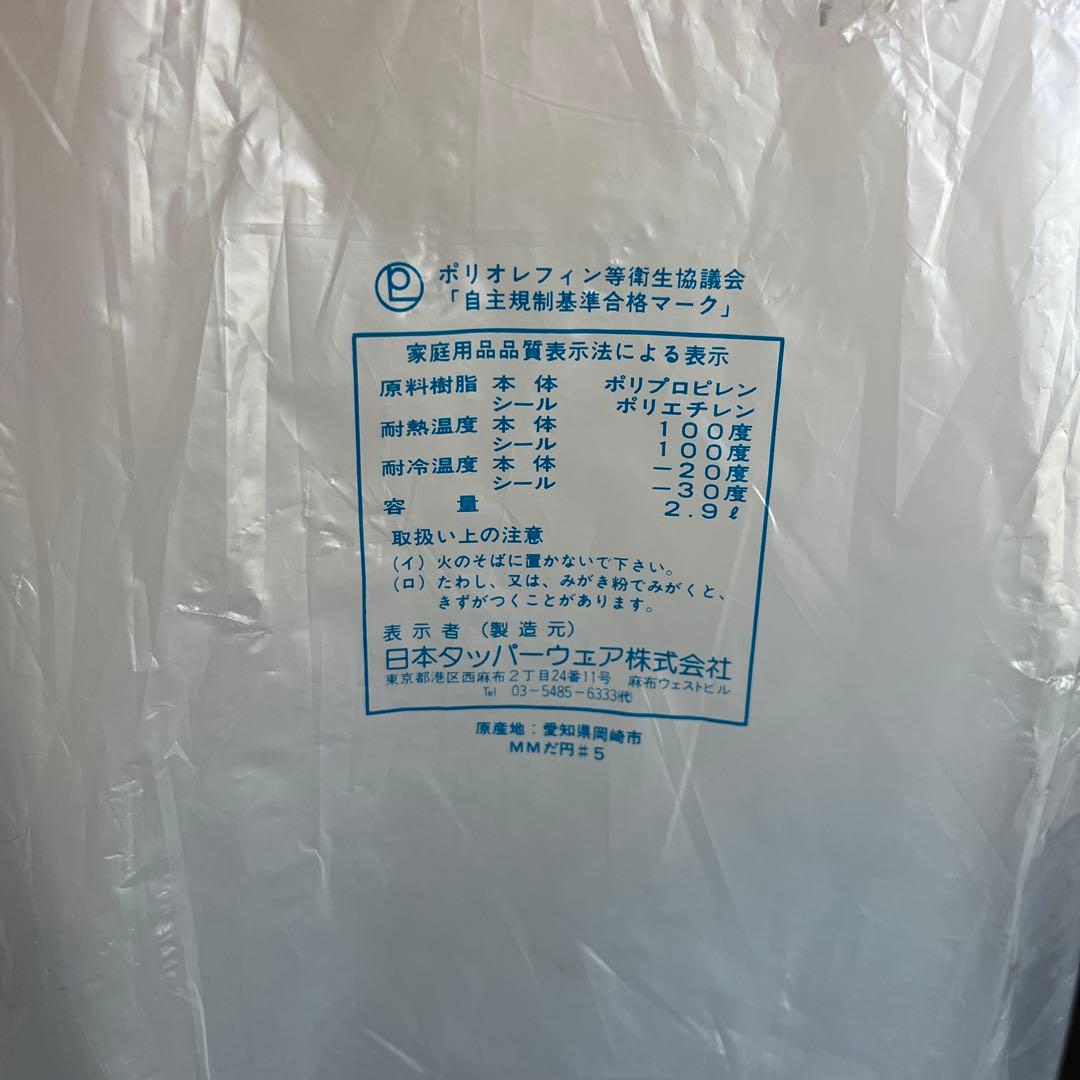 PL ポリオレフィン等衛生協議会
「自主規制基準合格マーク」
家庭用品品質表示法による表示
原料樹脂 本体 ポリプロピレン
シール ポリエチレン
耐熱温度 本体 100度
シール 100度
耐冷温度 本体 -20度
シール -30度
容量 2.9ℓ
取扱い上の注意
(イ) 火のそばに置かないで下さい。
(ロ) たわし、又は、みがき粉でみがくと、
きずがつくことがあります。
表示者 (製造元)
日本タッパーウェア株式会社
東京都港区西麻布2丁目24番11号 麻布ウェストビル
Tel 03-5485-6333㈹
原産地:愛知県岡崎市
MMだ円#5